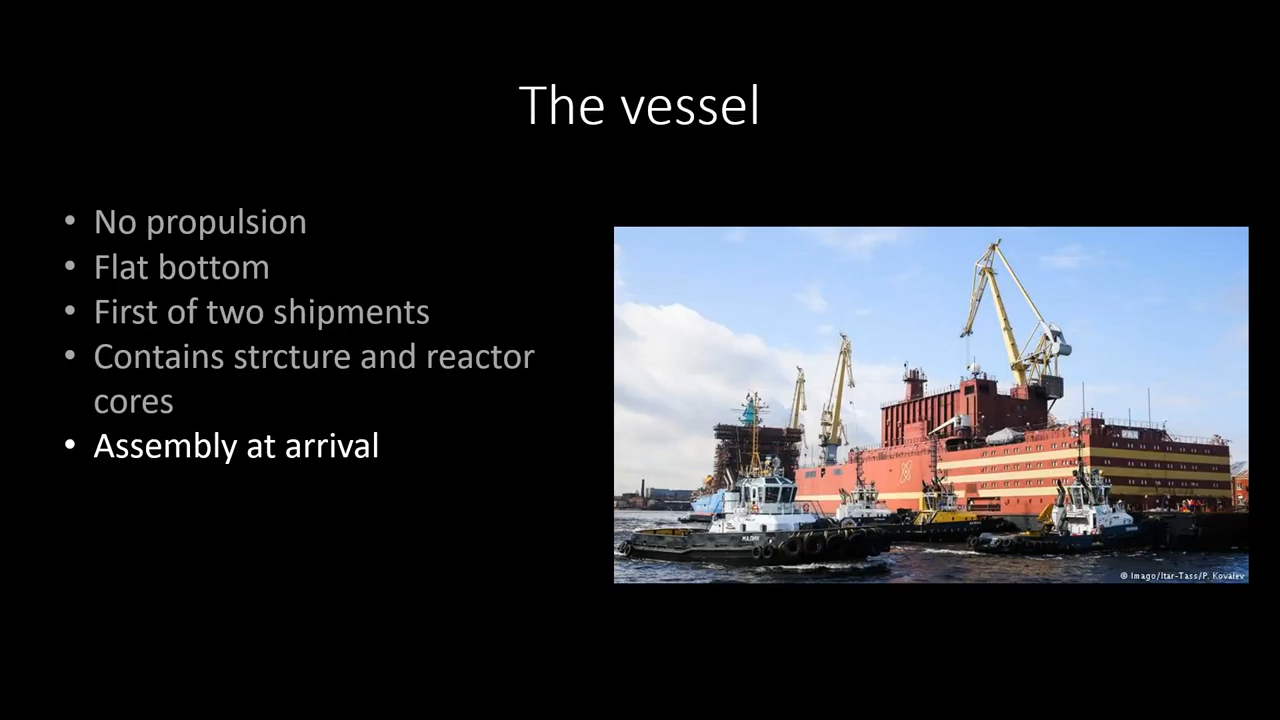 The vessel
• No propulsion
• Flat bottom
• First of two shipments
• Contains strcture and reactor
cores
• Assembly at arrival
© Imago/Itar-Tass/P. Kovalev